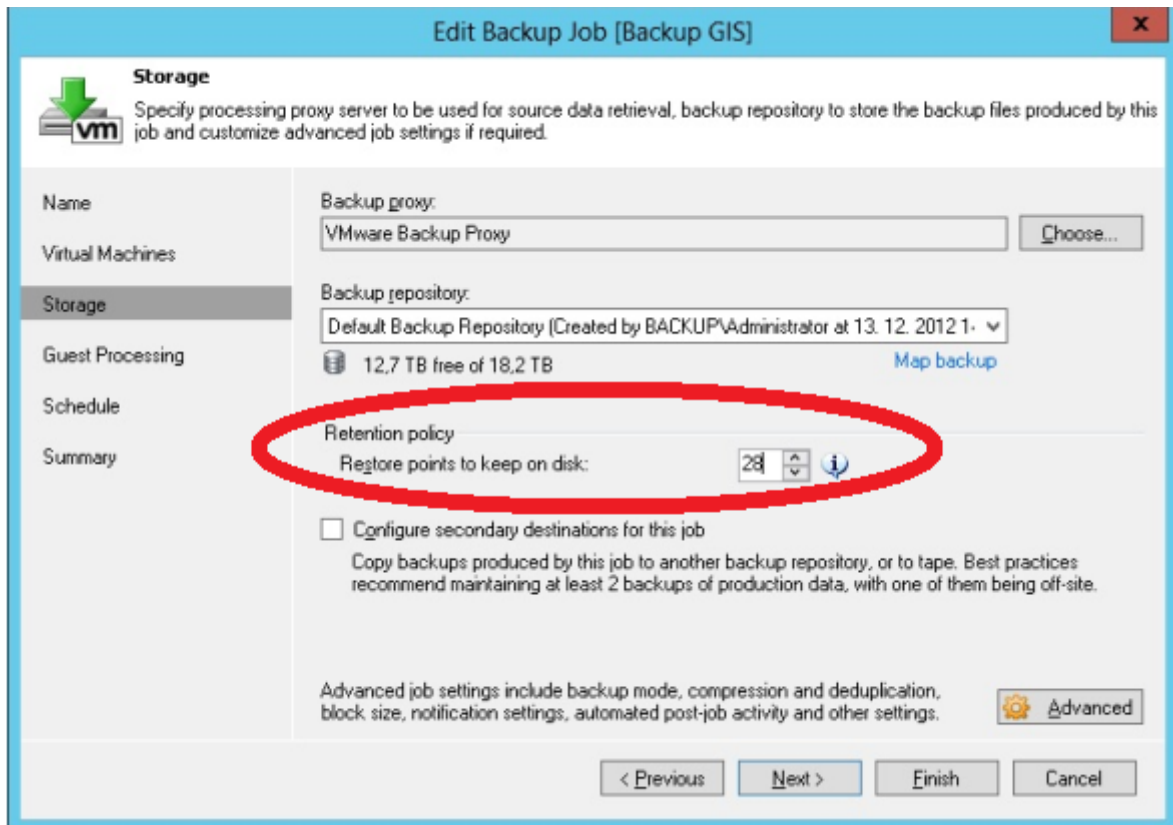 Edit Backup Job [Backup GIS]
x
Storage
Specify processing proxy server to be used for source data retrieval, backup repository to store the backup files produced by this
job and customize advanced job settings if required.
vm
Name
Virtual Machines
Storage
Guest Processing
Schedule
Summary
Backup proxy:
VMware Backup Proxy
Choose...
Backup repository:
Default Backup Repository (Created by BACKUP\Administrator at 13. 12. 2012 1
12,7 TB free of 18,2 TB
Map backup
Retention policy
Restore points to keep on disk:
28
Configure secondary destinations for this job
Copy backups produced by this job to another backup repository, or to tape. Best practices
recommend maintaining at least 2 backups of production data, with one of them being off-site.
Advanced job settings include backup mode, compression and deduplication,
block size, notification settings, automated post-job activity and other settings.
Advanced
< Previous
Next >
Finish
Cancel